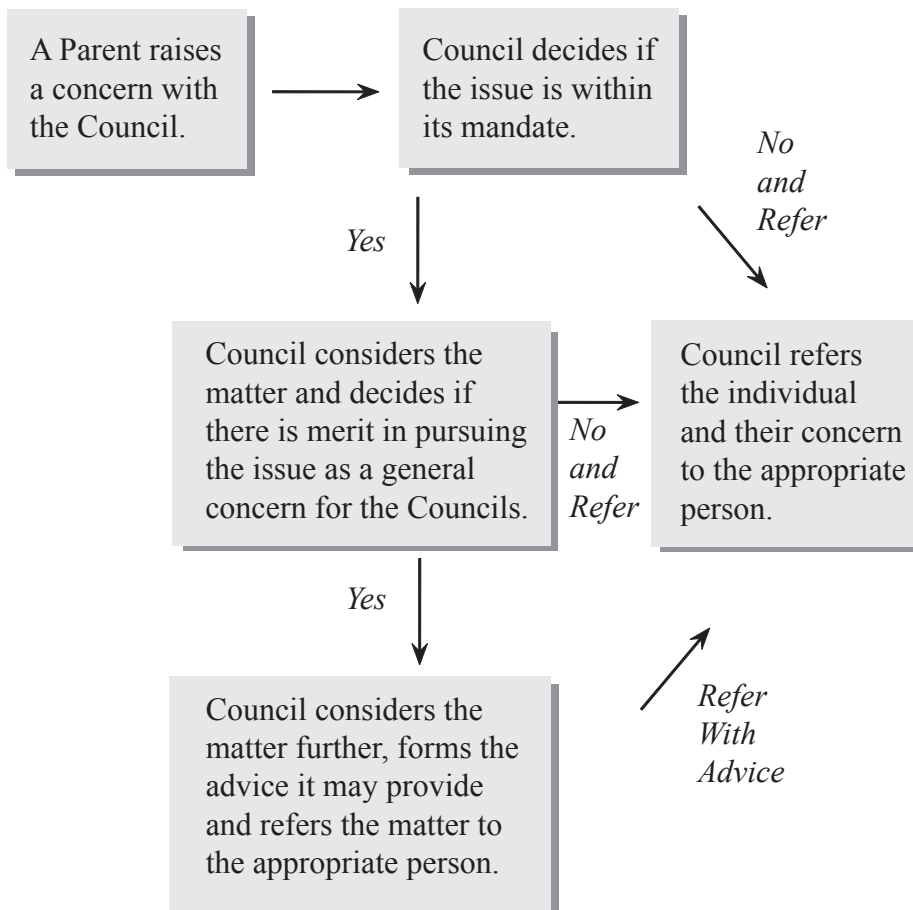 A Parent raises
a concern with
the Council.
Council decides if
the issue is within
its mandate.
No
and
Refer
Yes
Council considers the
matter and decides if
there is merit in pursuing
the issue as a general
concern for the Councils.
No
and
Refer
Council refers
the individual
and their concern
to the appropriate
person.
Yes
Council considers the
matter further, forms the
advice it may provide
and refers the matter to
the appropriate person.
Refer
With
Advice